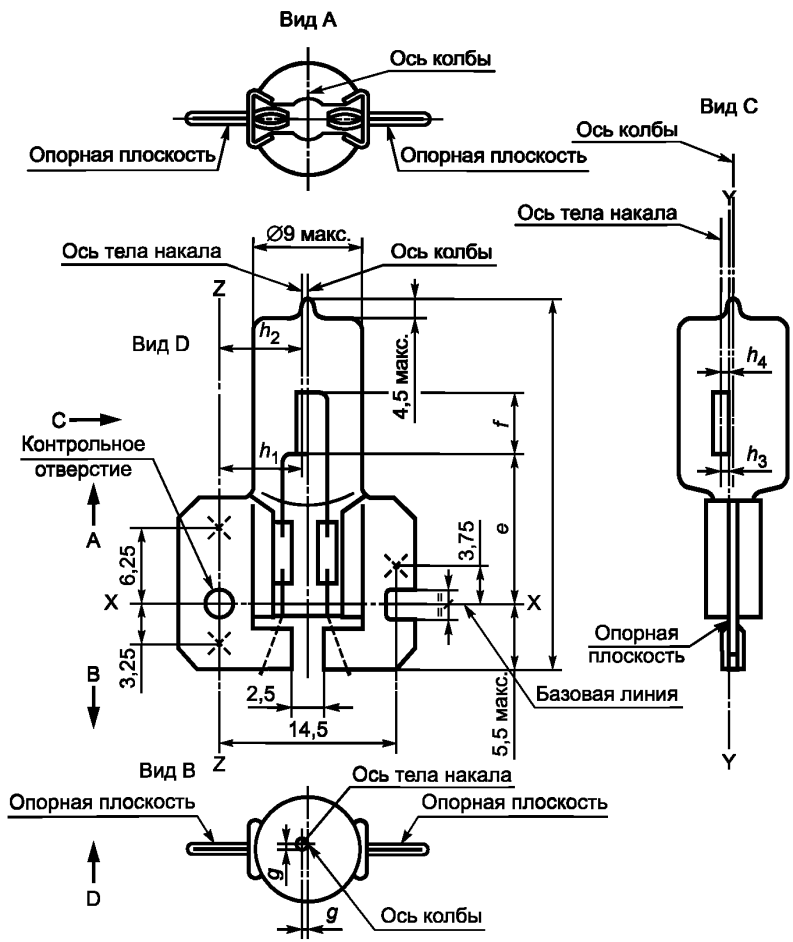 Вид А
Ось колбы
Опорная плоскость
Опорная плоскость
Вид С
Ось колбы
Y
Ось тела накала
∅9 макс.
Ось тела накала
Ось колбы
Z
h2
Вид D
4,5 макс.
f
h4
С
Контрольное
отверстие
h1
h3
e
А
6,25
3,75
X
=
=
X
3,25
В
Опорная
плоскость
2,5
14,5
5,5 макс.
Базовая линия
Z
Y
Вид В
Ось тела накала
Опорная плоскость
Опорная плоскость
g
D
g
Ось колбы